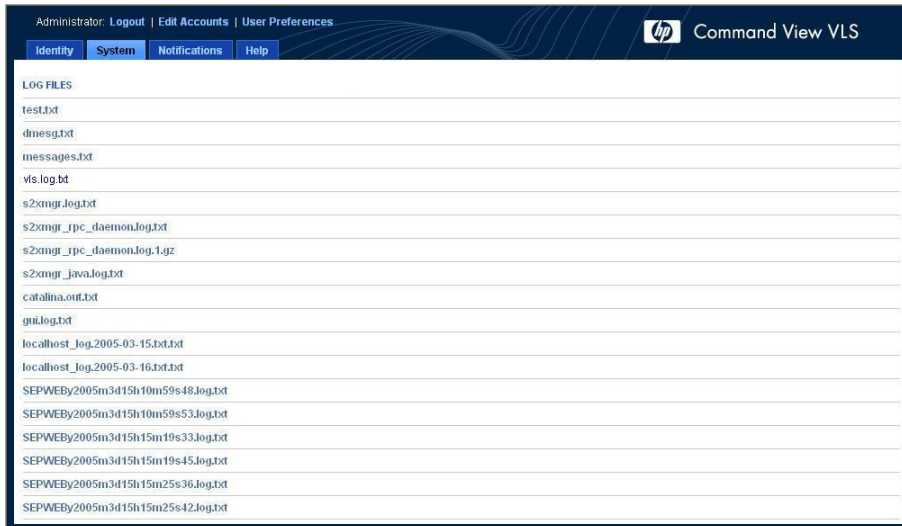 Administrator: Logout | Edit Accounts | User Preferences
hp Command View VLS
Identity System Notifications Help
LOG FILES
test.txt
dmesg.txt
messages.txt
vls.log.txt
s2xmgr.log.txt
s2xmgr_rpc_daemon.log.txt
s2xmgr_rpc_daemon.log.1.gz
s2xmgr_java.log.txt
catalina.out.txt
gui.log.txt
localhost_log.2005-03-15.txt.txt
localhost_log.2005-03-16.txt.txt
SEPWEBy2005m3d15h10m59s48.log.txt
SEPWEBy2005m3d15h10m59s53.log.txt
SEPWEBy2005m3d15h15m19s33.log.txt
SEPWEBy2005m3d15h15m19s45.log.txt
SEPWEBy2005m3d15h15m25s36.log.txt
SEPWEBy2005m3d15h15m25s42.log.txt